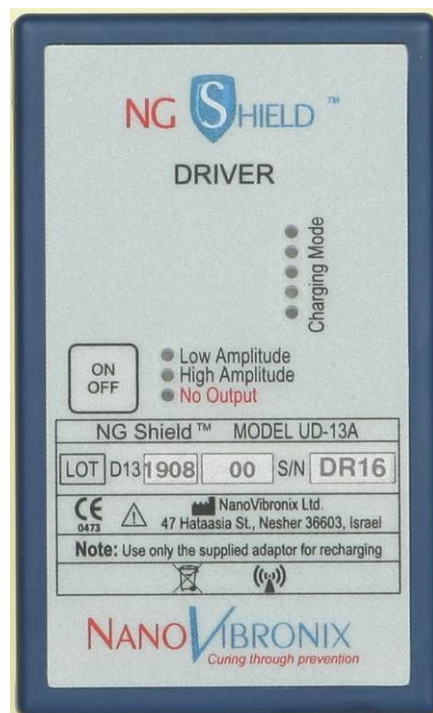 NG SHIELD ™
DRIVER
Charging Mode
ON
OFF
Low Amplitude
High Amplitude
No Output
NG Shield ™ MODEL UD-13A
LOT D13 1908 00 S/N DR16
CE
0473
NanoVibronix Ltd.
47 Hataasia St., Nesher 36603, Israel
Note: Use only the supplied adaptor for recharging
NANOVIBRONIX
Curing through prevention